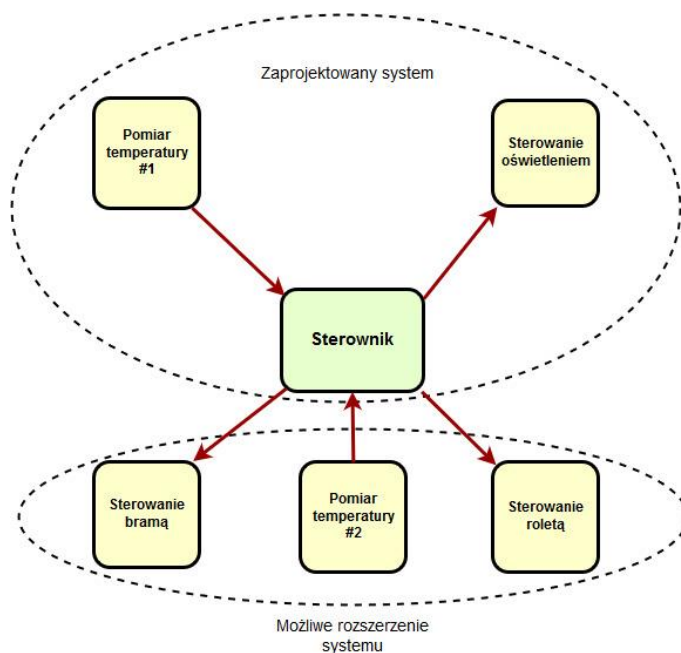 Zaprojektowany system
Pomiar
temperatury
#1
Sterowanie
oświetleniem
Sterownik
Sterowanie
bramą
Pomiar
temperatury
#2
Sterowanie
roletą
Możliwe rozszerzenie
systemu